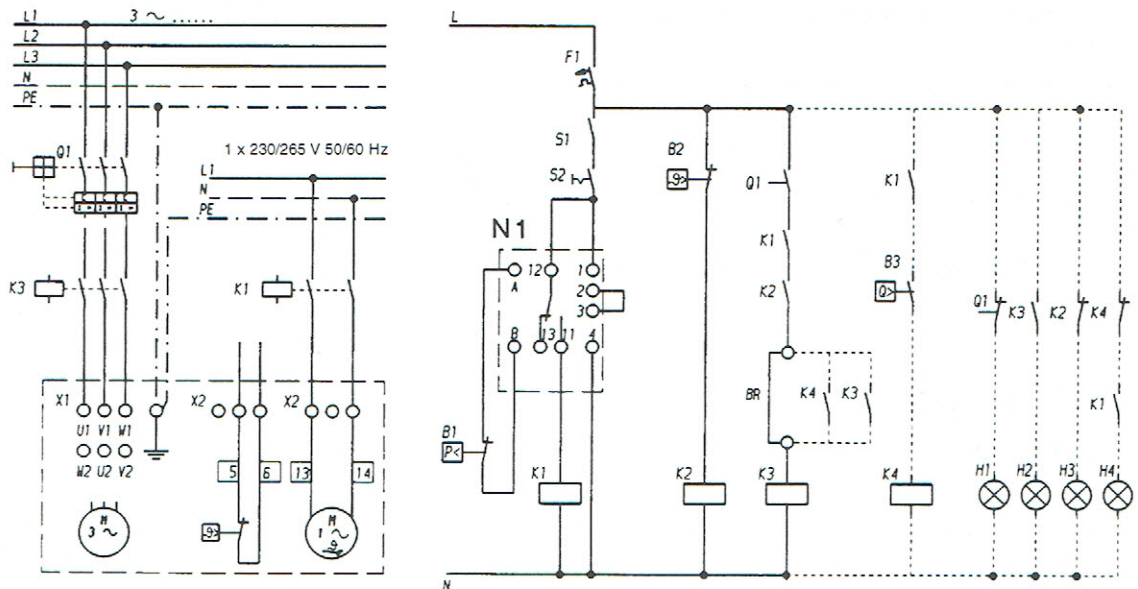 L1 3 ~ ......
L2
L3
N
PE
Q1
1 x 230/265 V 50/60 Hz
L1
N
PE
K3
K1
X1
X2
X2
U1 V1 W1
W2 U2 V2
5 6 13 14
M
3 ~
ϑ>
M
1 ~
ϑ
L
F1
S1
S2
B2
ϑ>
Q1
K1
N1
12 1
A
2
3
K1
K2
B3
Q>
B 13 11 4
Q1 K3 K2 K4
BR
K4 K3
K1
B1
P<
K1
K2
K3
K4
H1 H2 H3 H4
N